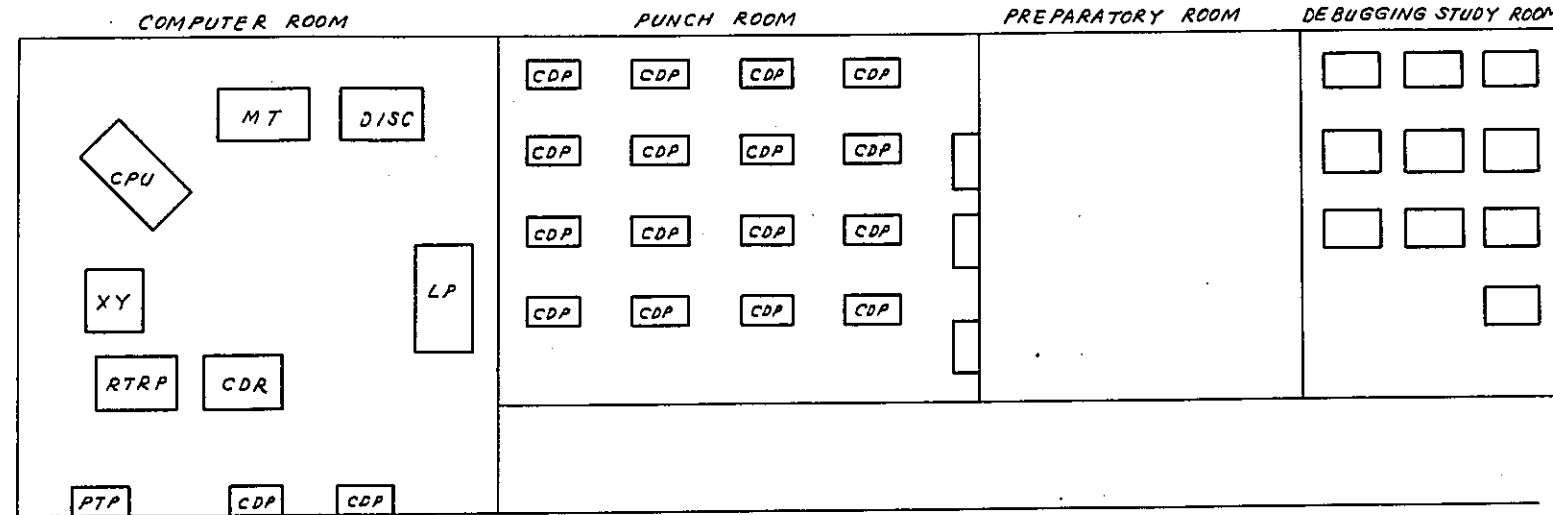 COMPUTER ROOM
PUNCH ROOM
PREPARATORY ROOM
DEBUGGING STUDY ROOM
MT
DISC
CPU
XY
LP
RTRP
CDR
PTP
CDP
CDP
CDP CDP CDP CDP
CDP CDP CDP CDP
CDP CDP CDP CDP
CDP CDP CDP CDP